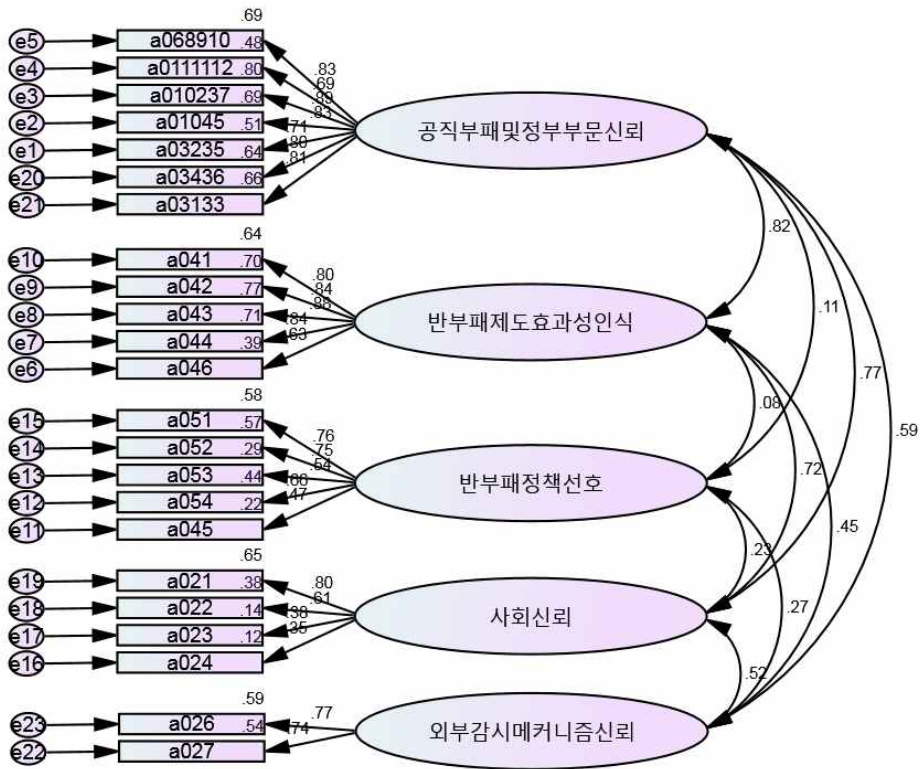 .69
e5 a068910 .48
e4 a0111112 .80
e3 a010237 .69
e2 a01045 .51
e1 a03235 .64
e20 a03436 .66
e21 a03133
.83
.69
.89
.83
.71
.80
.81
공직부패및정부부문신뢰
.82
.64
e10 a041 .70
e9 a042 .77
e8 a043 .71
e7 a044 .39
e6 a046
.80
.84
.88
.84
.63
반부패제도효과성인식
.11
.77
.59
.58
e15 a051 .57
e14 a052 .29
e13 a053 .44
e12 a054 .22
e11 a045
.76
.75
.54
.66
.47
반부패정책선호
.08
.72
.45
.65
e19 a021 .38
e18 a022 .14
e17 a023 .12
e16 a024
.80
.61
.38
.35
사회신뢰
.23
.27
.59
e23 a026 .54
e22 a027
.77
.74
외부감시메커니즘신뢰
.52